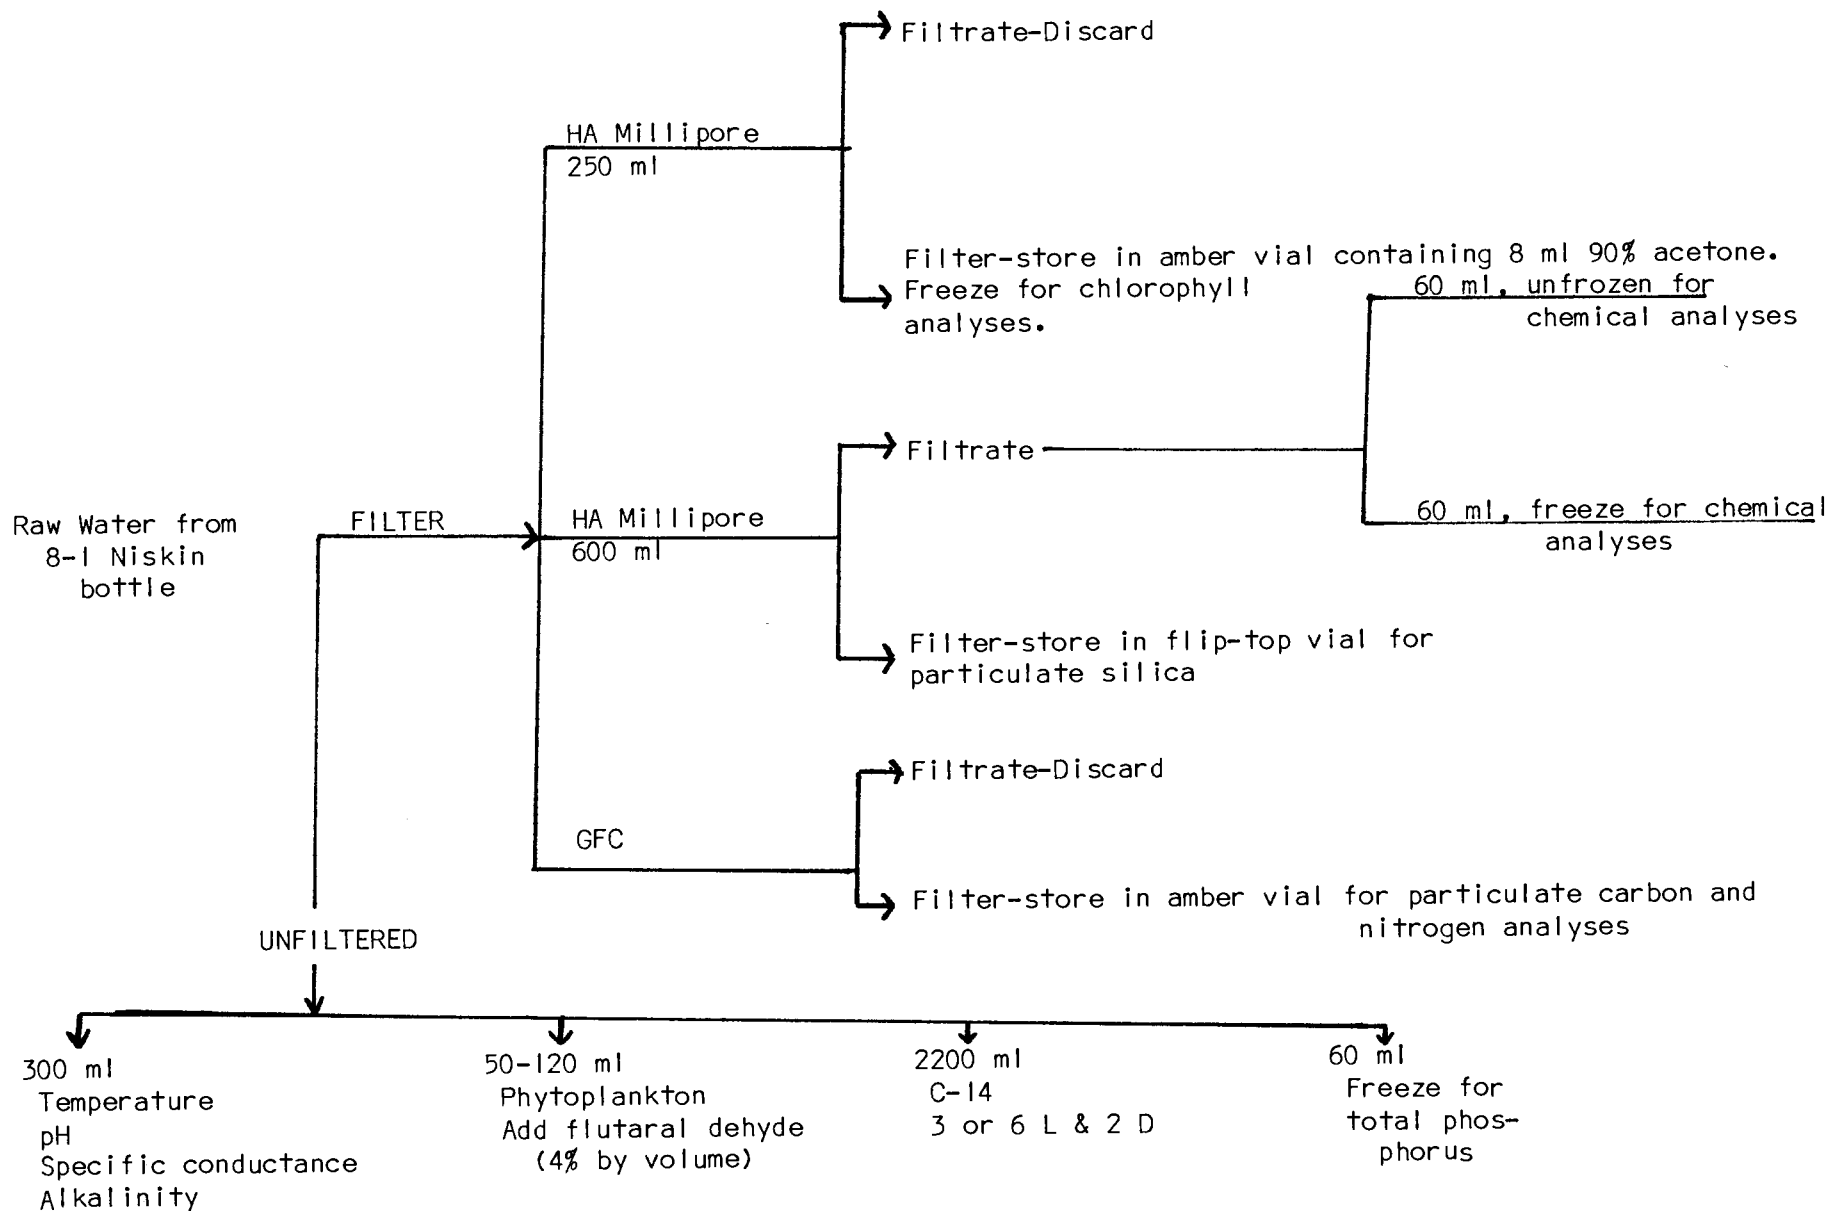 Filtrate-Discard
HA Millipore
250 ml
Filter-store in amber vial containing 8 ml 90% acetone.
Freeze for chlorophyll
analyses.
60 ml, unfrozen for
chemical analyses
Filtrate
60 ml, freeze for chemical
analyses
Raw Water from
8-l Niskin
bottle
FILTER
HA Millipore
600 ml
Filter-store in flip-top vial for
particulate silica
Filtrate-Discard
GFC
Filter-store in amber vial for particulate carbon and
nitrogen analyses
UNFILTERED
300 ml
Temperature
pH
Specific conductance
Alkalinity
50-120 ml
Phytoplankton
Add flutaral dehyde
(4% by volume)
2200 ml
C-14
3 or 6 L & 2 D
60 ml
Freeze for
total phos-
phorus